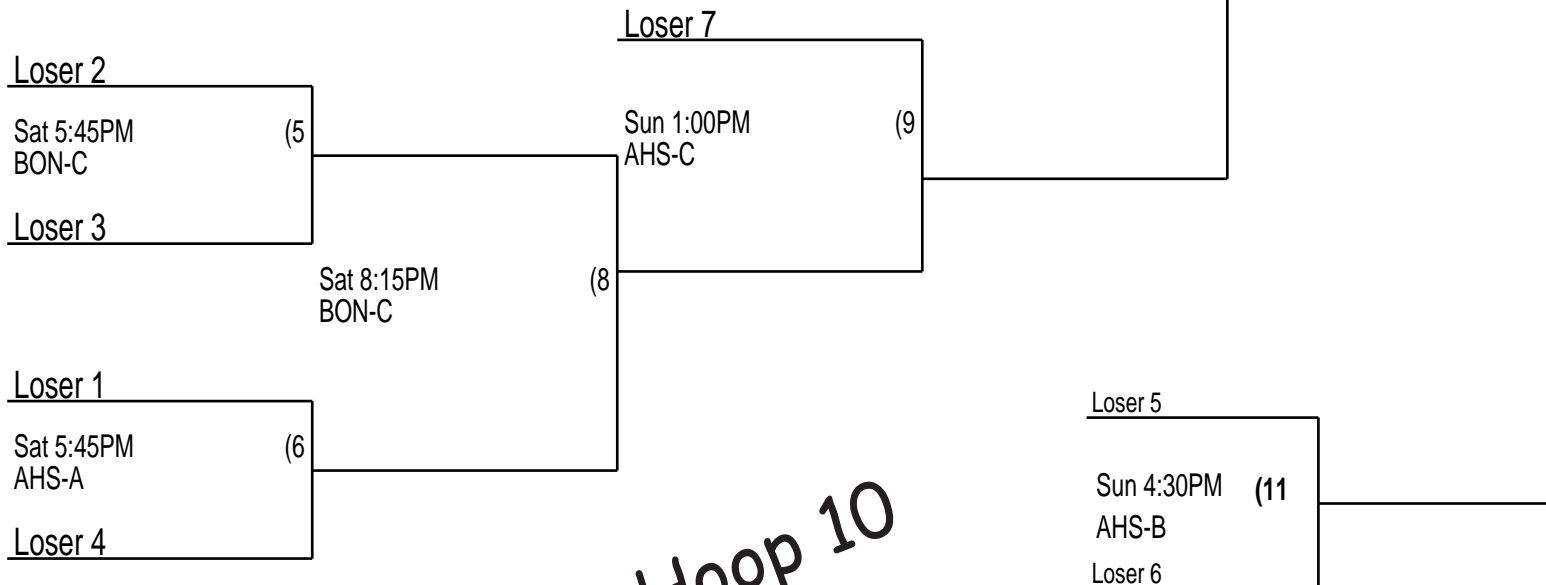 Loser 7
Loser 2
Sat 5:45PM (5
BON-C
Sun 1:00PM (9
AHS-C
Loser 3
Sat 8:15PM (8
BON-C
Loser 1
Loser 5
Sat 5:45PM (6
AHS-A
Sun 4:30PM (11
AHS-B
Loser 4
Hoop 10
Loser 6